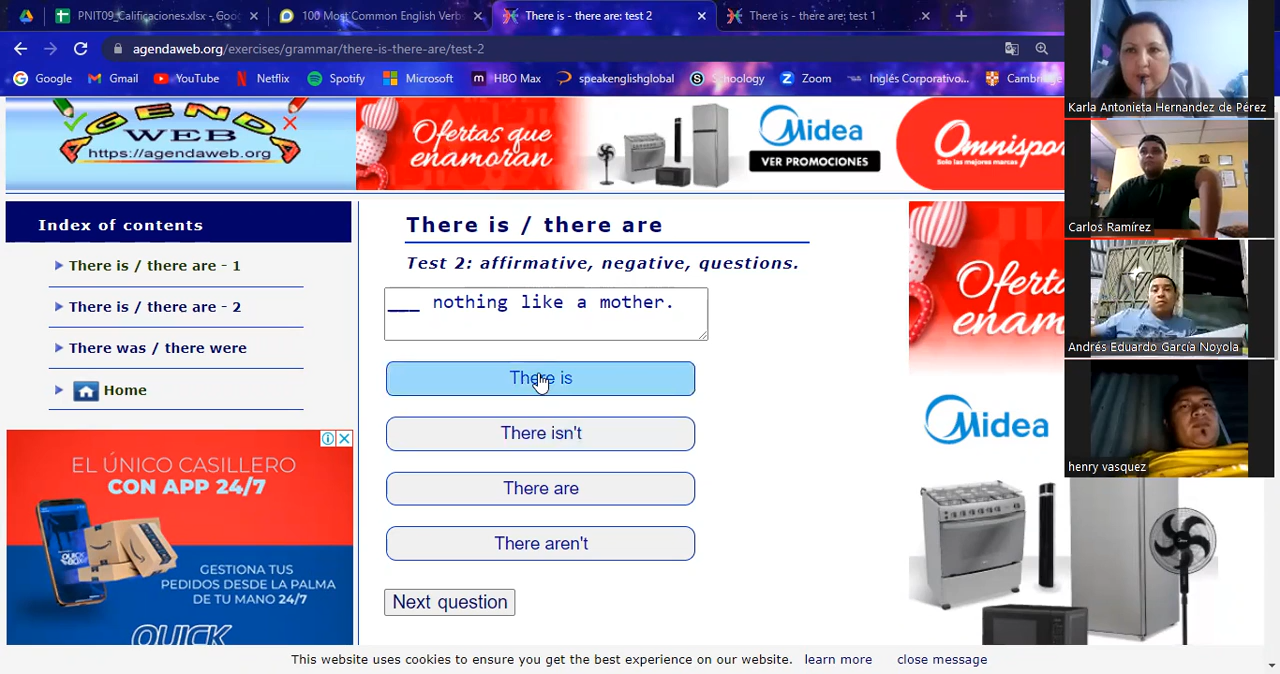 PNIT09_Calificaciones.xlsx - Goo
100 Most Common English Verb
There is - there are: test 2
There is - there are: test 1
agendaweb.org/exercises/grammar/there-is-there-are/test-2
Google
Gmail
YouTube
Netflix
Spotify
Microsoft
HBO Max
speakenglishglobal
Schoology
Zoom
Inglés Corporativo...
Cambridge
AGENDA
WEB
https://agendaweb.org
Ofertas que
enamoran
Midea
VER PROMOCIONES
Omnispor
Solo las mejores marcas
Index of contents
There is / there are - 1
There is / there are - 2
There was / there were
Home
EL ÚNICO CASILLERO
CON APP 24/7
GESTIONA TUS
PEDIDOS DESDE LA PALMA
DE TU MANO 24/7
QUICK
There is / there are
Test 2: affirmative, negative, questions.
___ nothing like a mother.
There is
There isn't
There are
There aren't
Next question
Ofertas
enam
Midea
Karla Antonieta Hernandez de Pérez
Carlos Ramírez
Andrés Eduardo García Noyola
henry vasquez
This website uses cookies to ensure you get the best experience on our website. learn more close message